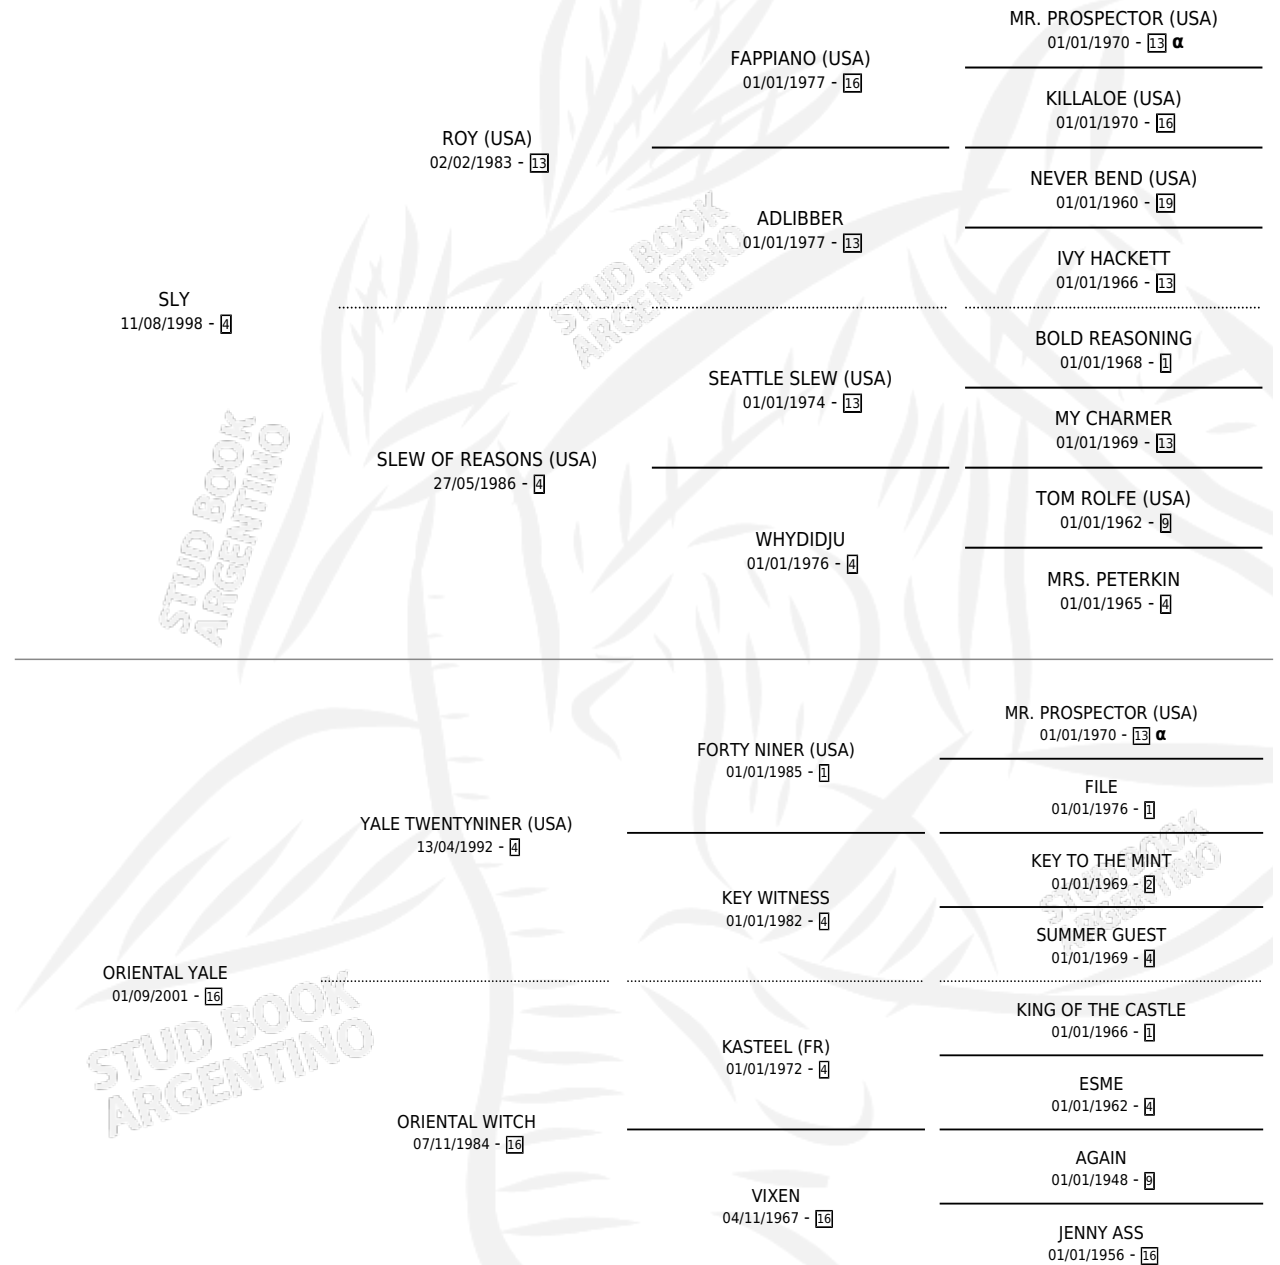 MR. PROSPECTOR (USA)
01/01/1970 - 13 α
FAPPIANO (USA)
01/01/1977 - 16
KILLALOE (USA)
01/01/1970 - 16
ROY (USA)
02/02/1983 - 13
NEVER BEND (USA)
01/01/1960 - 19
ADLIBBER
01/01/1977 - 13
IVY HACKETT
01/01/1966 - 13
SLY
11/08/1998 - 4
BOLD REASONING
01/01/1968 - 1
SEATTLE SLEW (USA)
01/01/1974 - 13
MY CHARMER
01/01/1969 - 13
SLEW OF REASONS (USA)
27/05/1986 - 4
TOM ROLFE (USA)
01/01/1962 - 9
WHYDIDJU
01/01/1976 - 4
MRS. PETERKIN
01/01/1965 - 4
MR. PROSPECTOR (USA)
01/01/1970 - 13 α
FORTY NINER (USA)
01/01/1985 - 1
FILE
01/01/1976 - 1
YALE TWENTYNINER (USA)
13/04/1992 - 4
KEY TO THE MINT
01/01/1969 - 2
KEY WITNESS
01/01/1982 - 4
SUMMER GUEST
01/01/1969 - 4
ORIENTAL YALE
01/09/2001 - 16
KING OF THE CASTLE
01/01/1966 - 1
KASTEEL (FR)
01/01/1972 - 4
ESME
01/01/1962 - 4
ORIENTAL WITCH
07/11/1984 - 16
AGAIN
01/01/1948 - 9
VIXEN
04/11/1967 - 16
JENNY ASS
01/01/1956 - 16
STUD BOOK
ARGENTINO
STUD BOOK
ARGENTINO
STUD BOOK
ARGENTINO
STUD BOOK
ARGENTINO